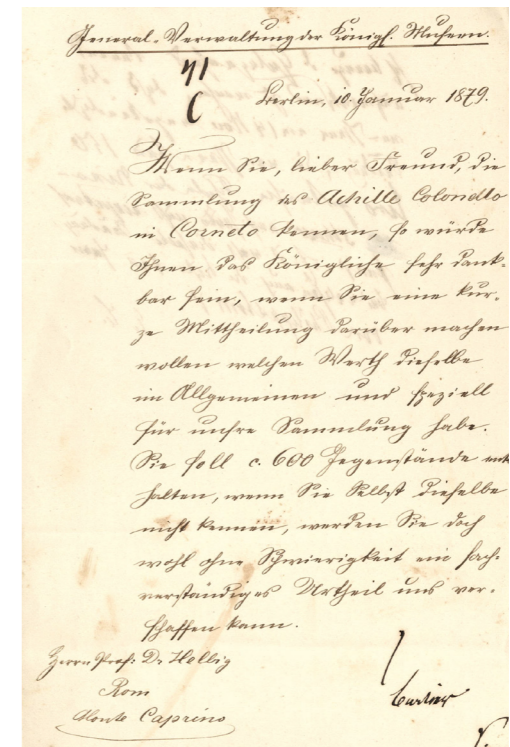 General-Verwaltung der Königl. Museen.
Berlin, 10. Januar 1879.
Wenn Sie, lieber Freund, die
Sammlung des Achille Colondto
in Corneto kennen, so würde
Ihnen das Königliche sehr dank-
bar sein, wenn Sie eine kur-
ze Mittheilung darüber machen
wollen welchen Werth dieselbe
im Allgemeinen und speziell
für unsre Sammlung habe.
Sie soll c. 600 Gegenstände ent
halten, wenn Sie Selbst dieselbe
nicht kennen, werden Sie doch
wohl ohne Schwierigkeit ein sach-
verständiges Urtheil uns ver-
schaffen kann.
Herrn Prof: Dr Helbig
Rom
Monte Caprino
Curtius